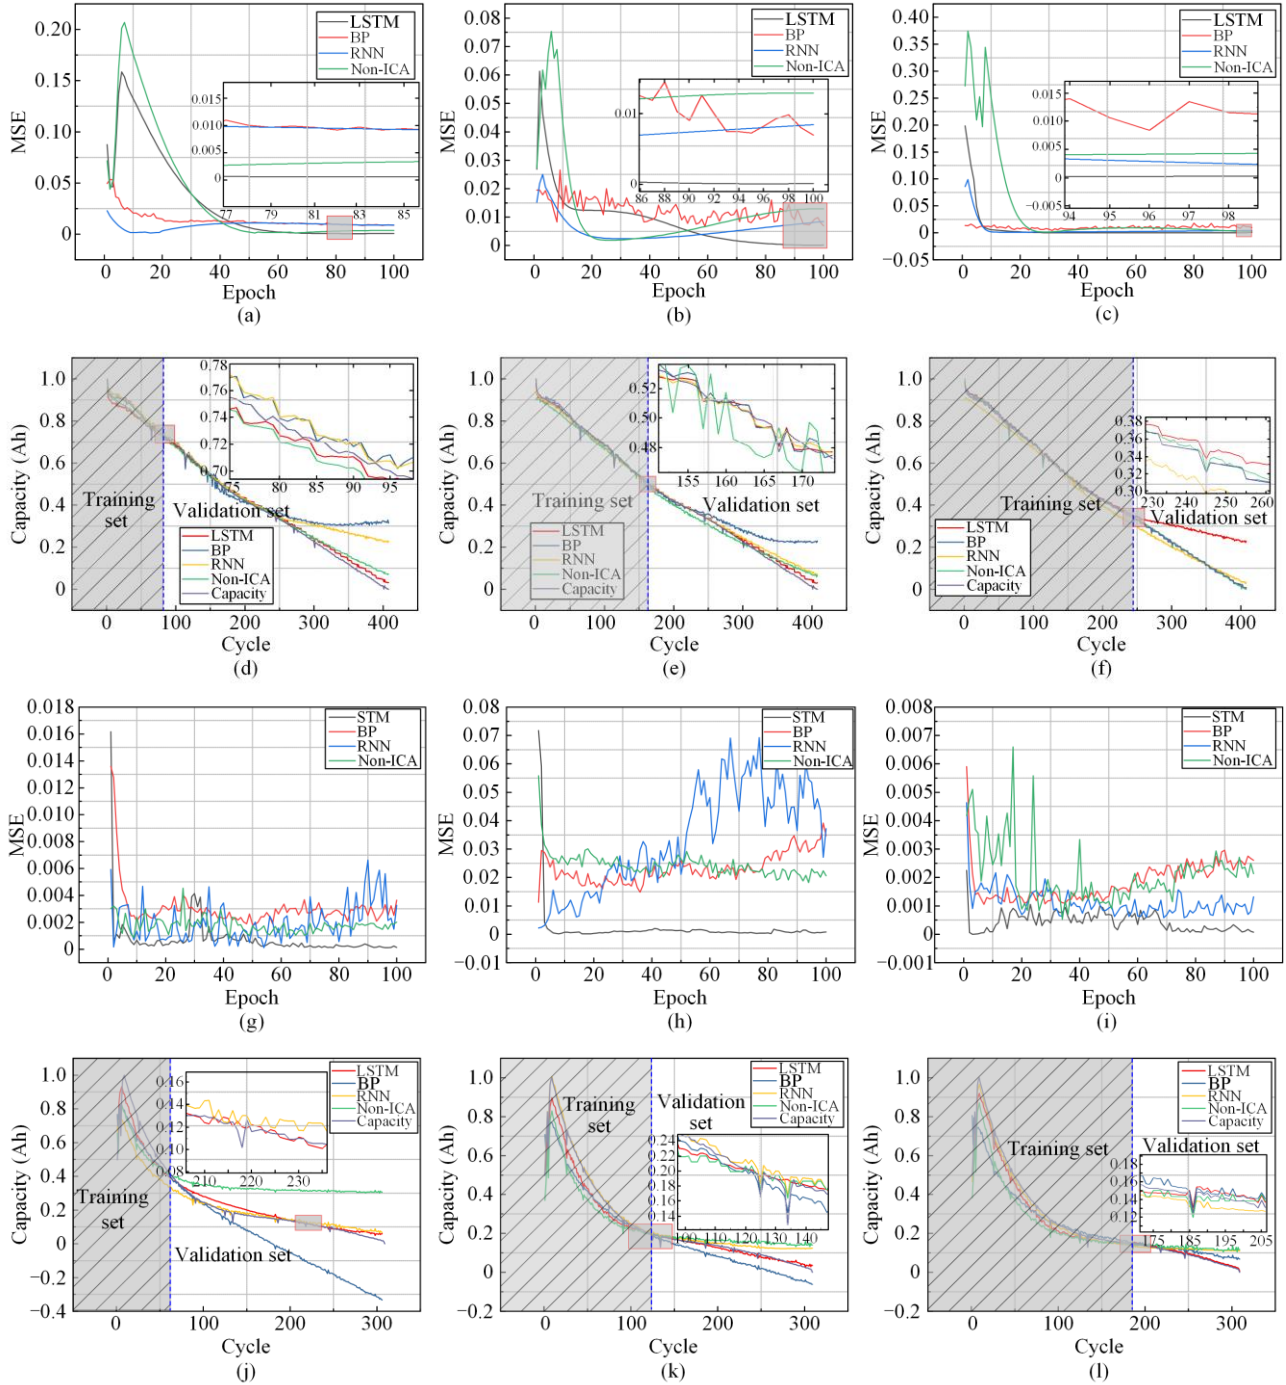 0.20
0.15
0.10
0.05
0
MSE
LSTM
BP
RNN
Non-ICA
0.015
0.010
0.005
0
77 79 81 83 85
0 20 40 60 80 100
Epoch
(a)
0.08
0.07
0.06
0.05
0.04
0.03
0.02
0.01
0
MSE
LSTM
BP
RNN
Non-ICA
0.01
0
86 88 90 92 94 96 98 100
0 20 40 60 80 100
Epoch
(b)
0.40
0.35
0.30
0.25
0.20
0.15
0.10
0.05
0
−0.05
MSE
LSTM
BP
RNN
Non-ICA
0.015
0.010
0.005
0
−0.005
94 95 96 97 98
0 20 40 60 80 100
Epoch
(c)
1.0
0.8
0.6
0.4
0.2
0
Capacity (Ah)
0.78
0.76
0.74
0.72
0.70
75 80 85 90 95
Training
set
Validation set
LSTM
BP
RNN
Non-ICA
Capacity
0 100 200 300 400
Cycle
(d)
1.0
0.8
0.6
0.4
0.2
0
Capacity (Ah)
0.52
0.50
0.48
155 160 165 170
Training set
Validation set
LSTM
BP
RNN
Non-ICA
Capacity
0 100 200 300 400
Cycle
(e)
1.0
0.8
0.6
0.4
0.2
0
Capacity (Ah)
0.38
0.36
0.34
0.33
0.31
0.30
230 240 250 260
Training set
Validation set
LSTM
BP
RNN
Non-ICA
Capacity
0 100 200 300 400
Cycle
(f)
0.018
0.016
0.014
0.012
0.010
0.008
0.006
0.004
0.002
0
MSE
STM
BP
RNN
Non-ICA
0 20 40 60 80 100
Epoch
(g)
0.08
0.07
0.06
0.05
0.04
0.03
0.02
0.01
0
−0.01
MSE
STM
BP
RNN
Non-ICA
0 20 40 60 80 100
Epoch
(h)
0.008
0.007
0.006
0.005
0.004
0.003
0.002
0.001
0
−0.001
MSE
STM
BP
RNN
Non-ICA
0 20 40 60 80 100
Epoch
(i)
1.0
0.8
0.6
0.4
0.2
0
−0.2
−0.4
Capacity (Ah)
LSTM
BP
RNN
Non-ICA
Capacity
0.16
0.14
0.12
0.10
0.08
210 220 230
Training
set
Validation set
0 100 200 300
Cycle
(j)
1.0
0.8
0.6
0.4
0.2
0
−0.2
Capacity (Ah)
LSTM
BP
RNN
Non-ICA
Capacity
Training
set
Validation
set
0.24
0.22
0.20
0.18
0.16
0.14
100 110 120 130 140
0 100 200 300
Cycle
(k)
1.0
0.8
0.6
0.4
0.2
0
−0.2
Capacity (Ah)
LSTM
BP
RNN
Non-ICA
Capacity
Training set
Validation set
0.18
0.16
0.14
0.12
175 185 195 205
0 100 200 300
Cycle
(l)